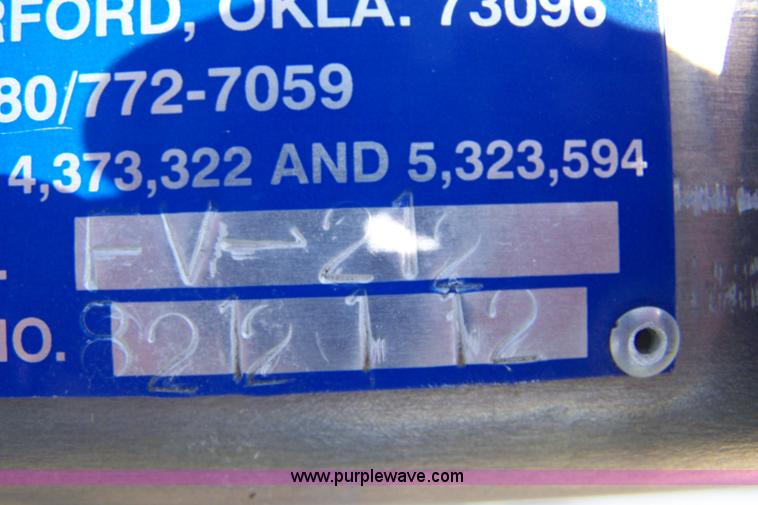 RFORD, OKLA. 73096
80/772-7059
4,373,322 AND 5,323,594
FV-212
NO. 8212112
www.purplewave.com